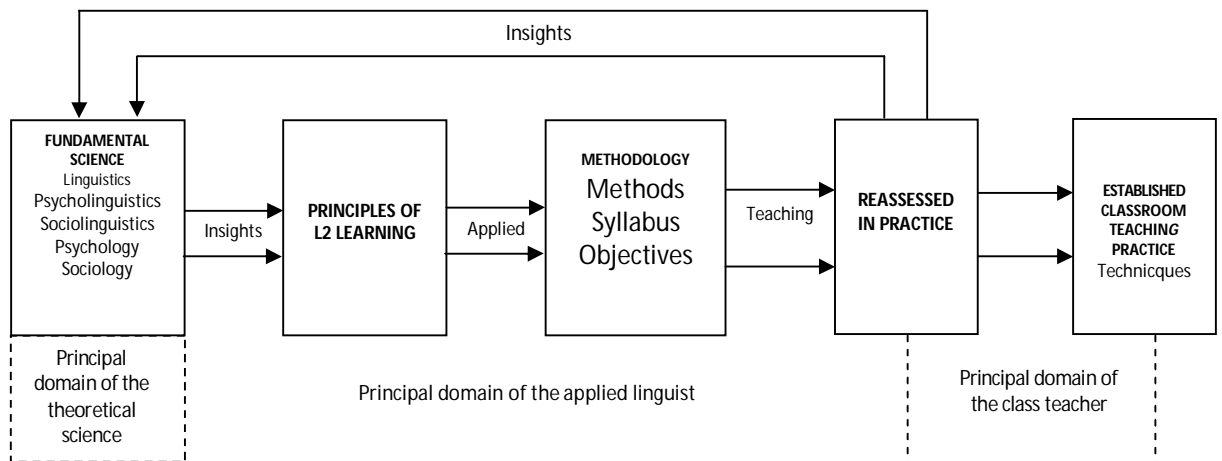 Insights
FUNDAMENTAL
SCIENCE
Linguistics
Psycholinguistics
Sociolinguistics
Psychology
Sociology
Insights
PRINCIPLES OF
L2 LEARNING
Applied
METHODOLOGY
Methods
Syllabus
Objectives
Teaching
REASSESSED
IN PRACTICE
ESTABLISHED
CLASSROOM
TEACHING
PRACTICE
Technicques
Principal
domain of the
theoretical
science
Principal domain of the applied linguist
Principal domain of
the class teacher